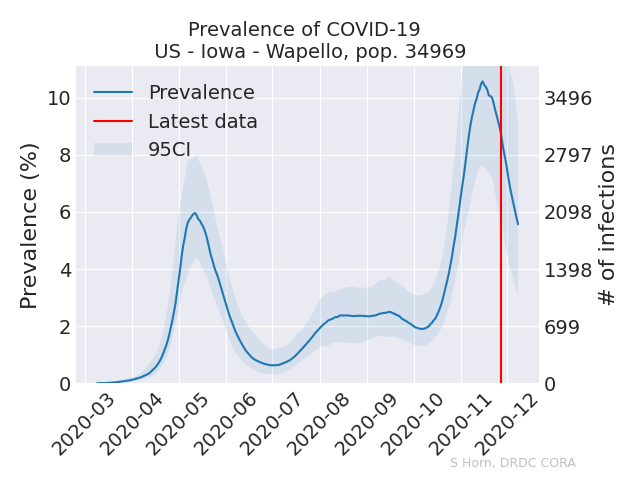 Prevalence of COVID-19
US - Iowa - Wapello, pop. 34969
Prevalence (%)
10
8
6
4
2
0
Prevalence
Latest data
95CI
3496
2797
2098
1398
699
0
# of infections
2020-03
2020-04
2020-05
2020-06
2020-07
2020-08
2020-09
2020-10
2020-11
2020-12
S Horn, DRDC CORA